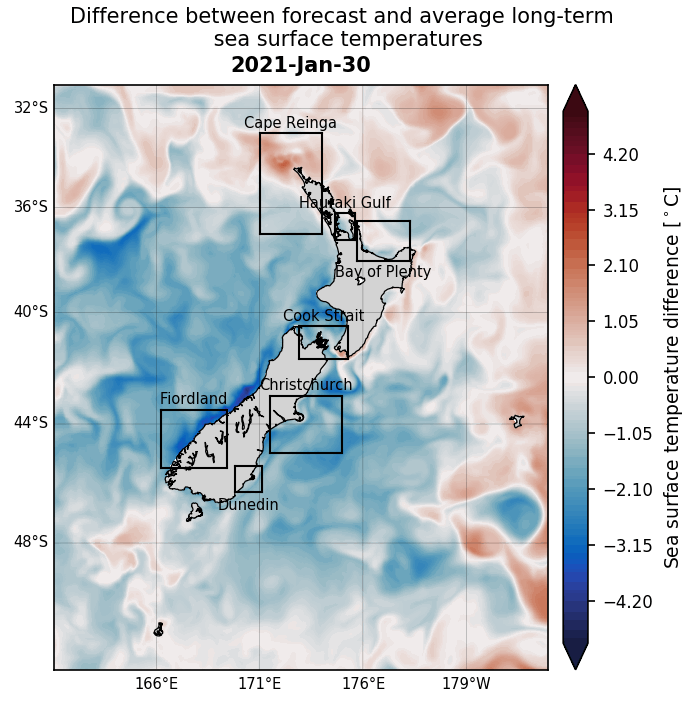 Difference between forecast and average long-term
sea surface temperatures
2021-Jan-30
32°S
36°S
40°S
44°S
48°S
Cape Reinga
Hauraki Gulf
Bay of Plenty
Cook Strait
Christchurch
Fiordland
Dunedin
166°E
171°E
176°E
179°W
4.20
3.15
2.10
1.05
0.00
−1.05
−2.10
−3.15
−4.20
Sea surface temperature difference [°C]